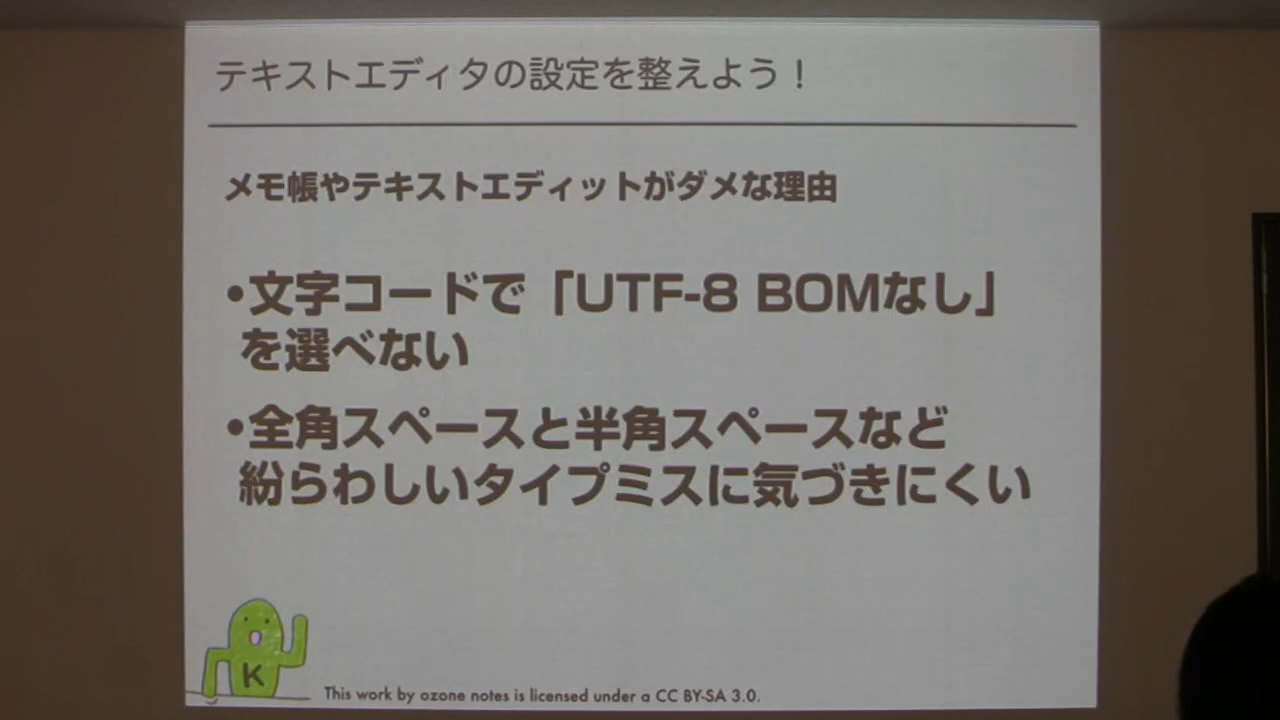 テキストエディタの設定を整えよう！
メモ帳やテキストエディットがダメな理由
•文字コードで「UTF-8 BOMなし」
を選べない
•全角スペースと半角スペースなど
紛らわしいタイプミスに気づきにくい
K
This work by ozone notes is licensed under a CC BY-SA 3.0.